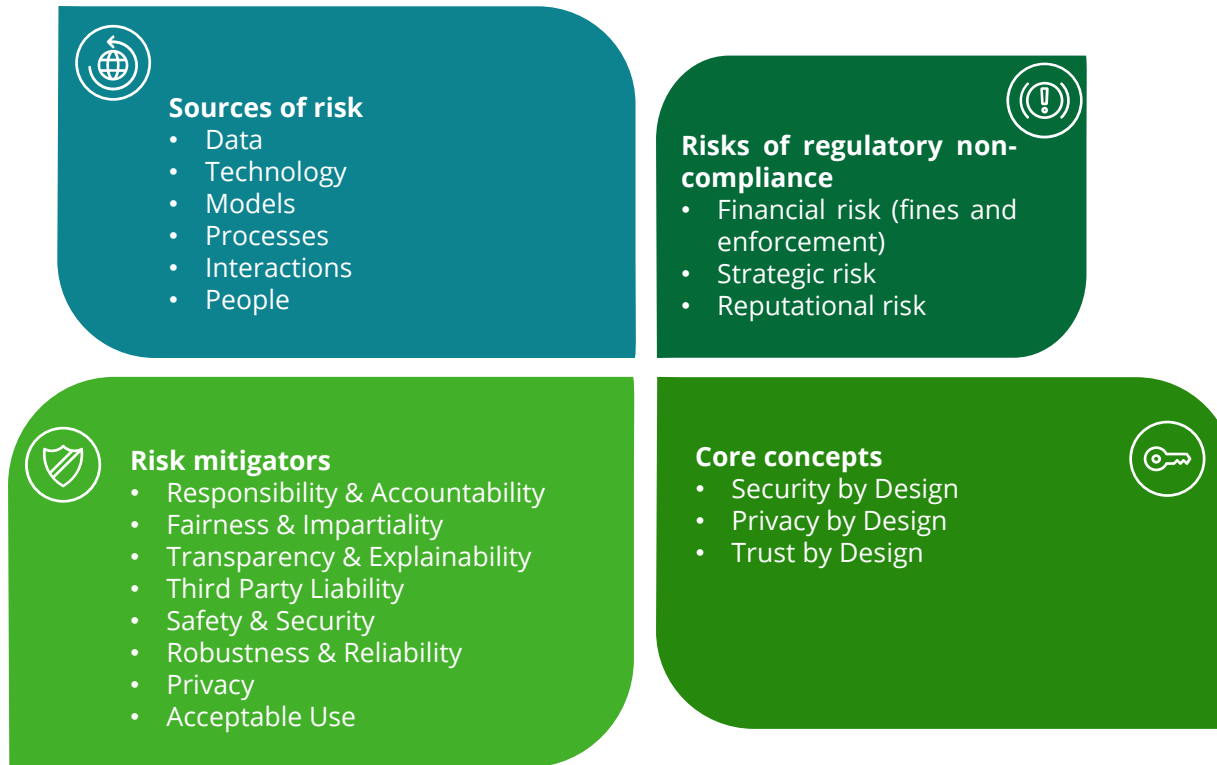 Sources of risk
• Data
• Technology
• Models
• Processes
• Interactions
• People
Risks of regulatory non-
compliance
• Financial risk (fines and
enforcement)
• Strategic risk
• Reputational risk
Risk mitigators
• Responsibility & Accountability
• Fairness & Impartiality
• Transparency & Explainability
• Third Party Liability
• Safety & Security
• Robustness & Reliability
• Privacy
• Acceptable Use
Core concepts
• Security by Design
• Privacy by Design
• Trust by Design